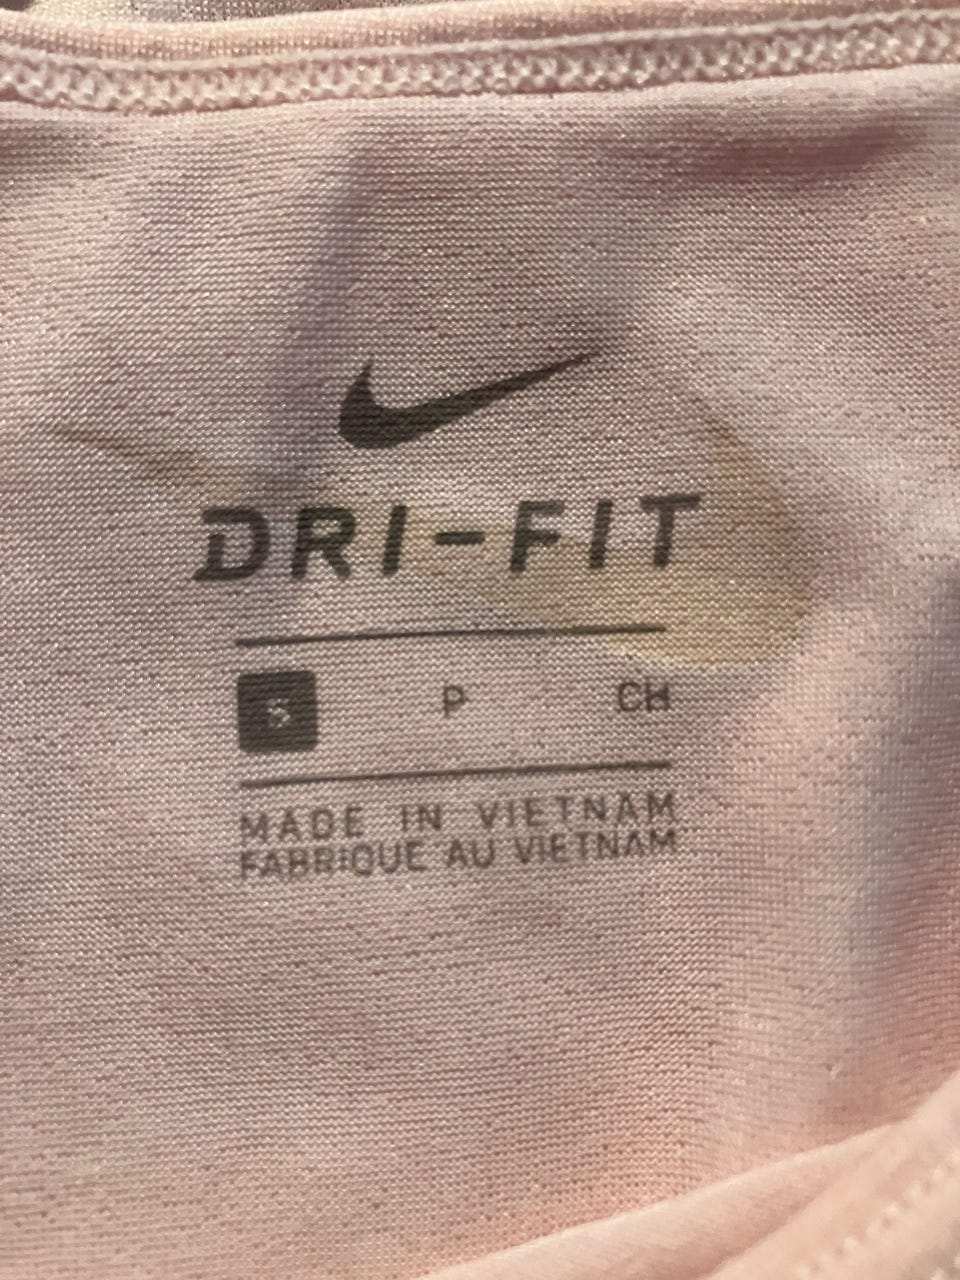 DRI-FIT
S P CH
MADE IN VIETNAM
FABRIQUE AU VIETNAM